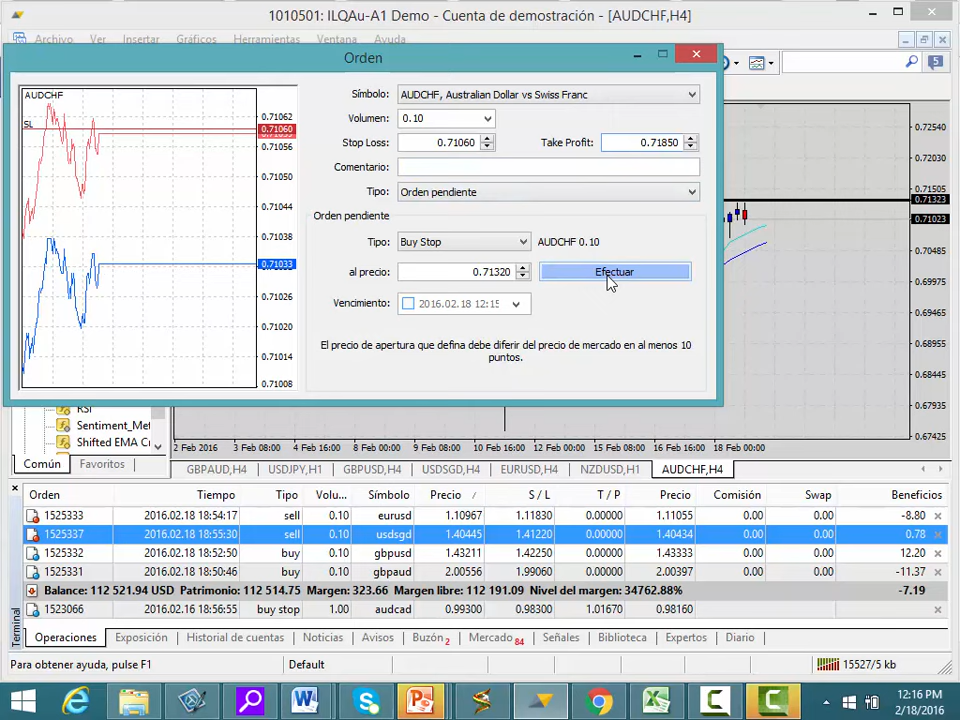 1010501: ILQAu-A1 Demo - Cuenta de demostración - [AUDCHF,H4]
Archivo Ver Insertar Gráficos Herramientas Ventana Ayuda
5
Orden
AUDCHF
SL
0.71062
0.71060
0.71056
0.71050
0.71044
0.71038
0.71033
0.71026
0.71020
0.71014
0.71008
Símbolo: AUDCHF, Australian Dollar vs Swiss Franc
Volumen: 0.10
Stop Loss: 0.71060 Take Profit: 0.71850
Comentario:
Tipo: Orden pendiente
Orden pendiente
Tipo: Buy Stop AUDCHF 0.10
al precio: 0.71320 Efectuar
Vencimiento: 2016.02.18 12:15
El precio de apertura que defina debe diferir del precio de mercado en al menos 10
puntos.
0.72540
0.72030
0.71505
0.71323
0.71023
0.70485
0.69975
0.69465
0.68955
0.68445
0.67935
0.67425
RSI
Sentiment_Met
Shifted EMA C
Común Favoritos
2 Feb 2016 3 Feb 08:00 4 Feb 16:00 8 Feb 00:00 9 Feb 08:00 10 Feb 16:00 12 Feb 00:00 15 Feb 08:00 16 Feb 16:00 18 Feb 00:00
GBPAUD,H4 USDJPY,H1 GBPUSD,H4 USDSGD,H4 EURUSD,H4 NZDUSD,H1 AUDCHF,H4
Orden Tiempo Tipo Volu... Símbolo Precio / S / L T / P Precio Comisión Swap Beneficios
1525333 2016.02.18 18:54:17 sell 0.10 eurusd 1.10967 1.11830 0.00000 1.11055 0.00 0.00 -8.80
1525337 2016.02.18 18:55:30 sell 0.10 usdsgd 1.40445 1.41220 0.00000 1.40434 0.00 0.00 0.78
1525332 2016.02.18 18:52:50 buy 0.10 gbpusd 1.43211 1.42250 0.00000 1.43333 0.00 0.00 12.20
1525331 2016.02.18 18:50:46 buy 0.10 gbpaud 2.00556 1.99060 0.00000 2.00397 0.00 0.00 -11.37
Balance: 112 521.94 USD Patrimonio: 112 514.75 Margen: 323.66 Margen libre: 112 191.09 Nivel del margen: 34762.88% -7.19
1523066 2016.02.18 16:56:55 buy stop 1.00 audcad 0.99300 0.98300 1.01670 0.98160
Terminal
Operaciones Exposición Historial de cuentas Noticias Avisos Buzón 2 Mercado 84 Señales Biblioteca Expertos Diario
Para obtener ayuda, pulse F1 Default 15527/5 kb
12:16 PM
2/18/2016